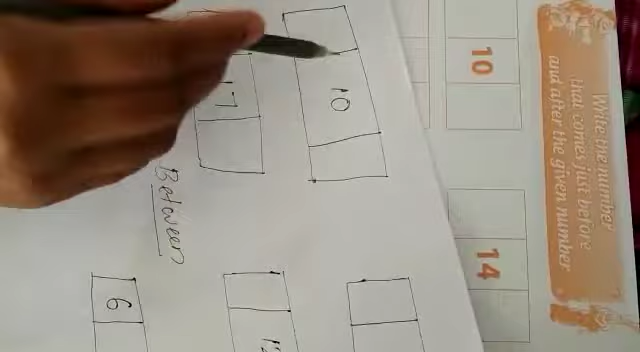 Write the number
that comes just before
and after the given number
10
14
10
17
Between
6